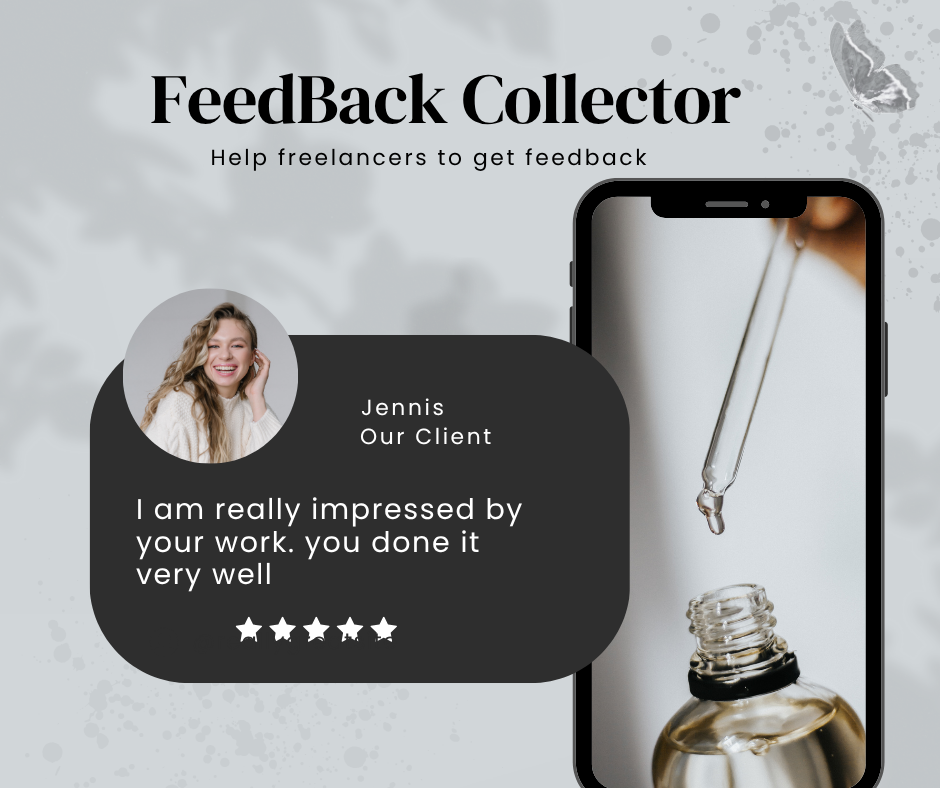 FeedBack Collector
Help freelancers to get feedback
Jennis
Our Client
I am really impressed by
your work. you done it
very well